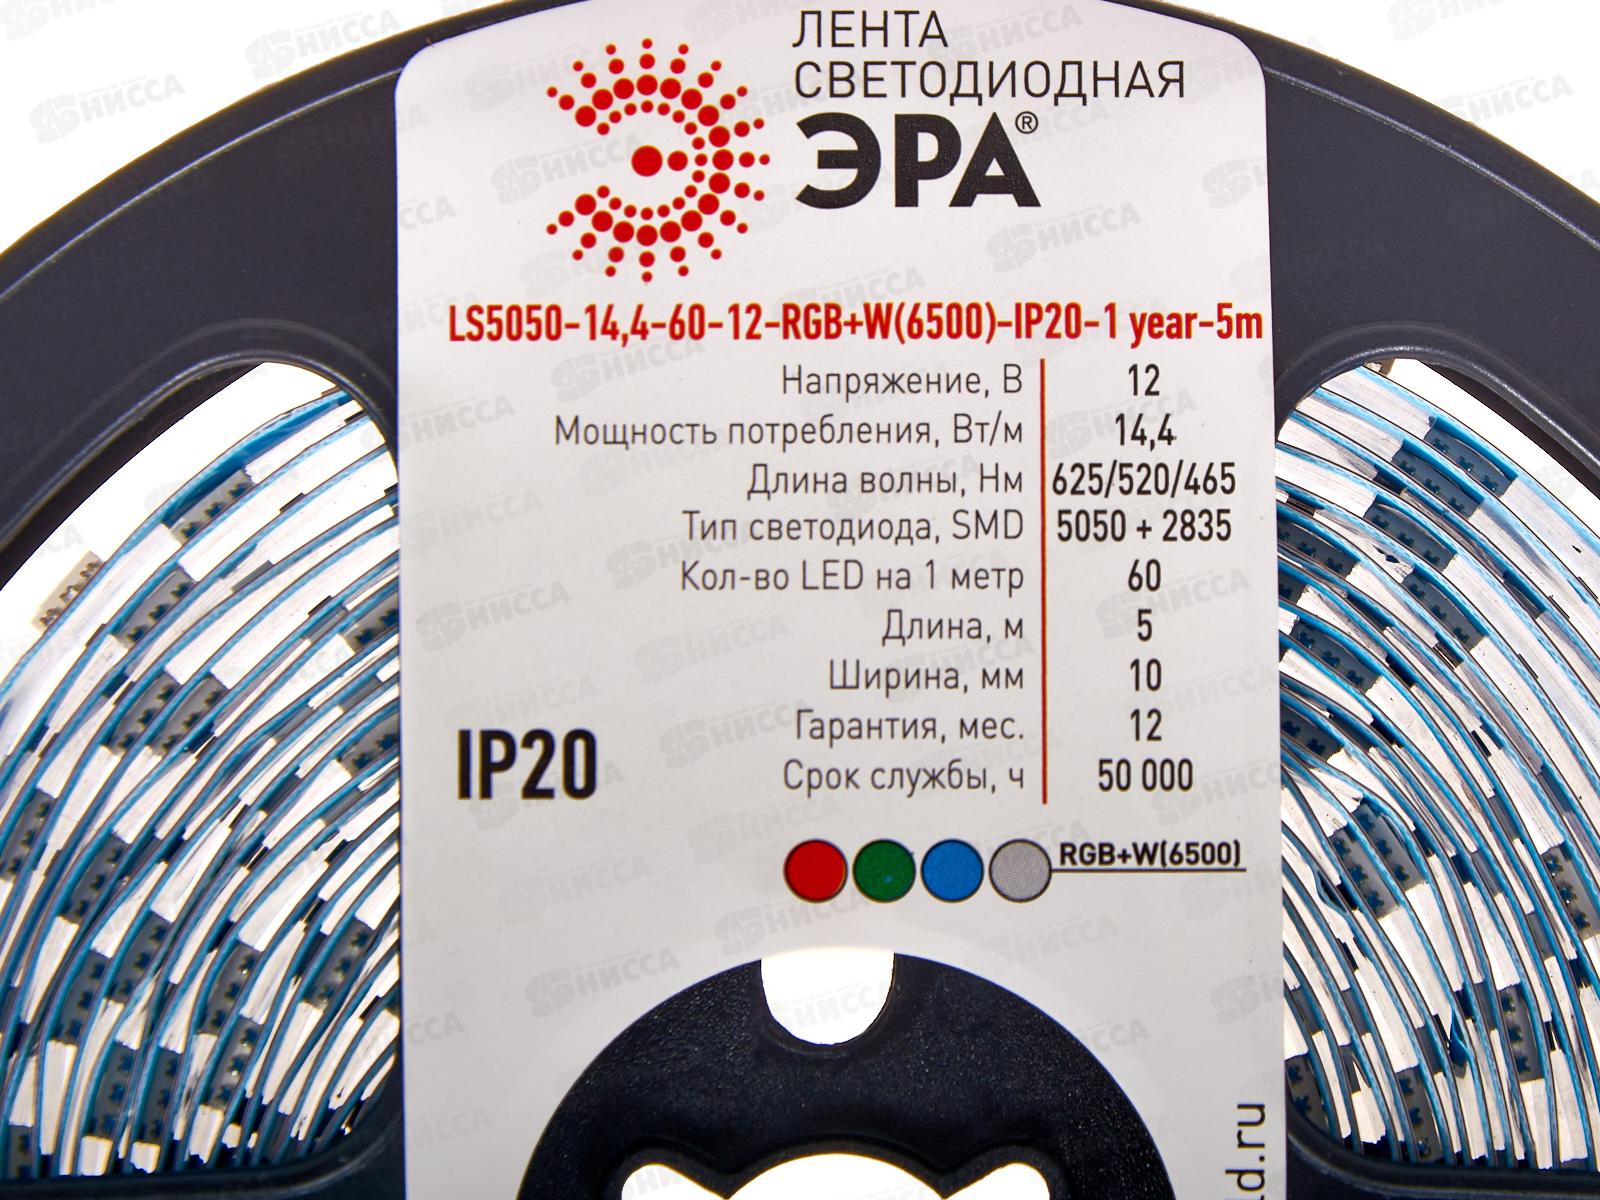 ЛЕНТА
СВЕТОДИОДНАЯ
ЭРА®
LS5050-14,4-60-12-RGB+W(6500)-IP20-1 year-5m
Напряжение, В 12
Мощность потребления, Вт/м 14,4
Длина волны, Нм 625/520/465
Тип светодиода, SMD 5050 + 2835
Кол-во LED на 1 метр 60
Длина, м 5
Ширина, мм 10
Гарантия, мес. 12
Срок службы, ч 50 000
IP20
RGB+W(6500)
d.ru
НИССА